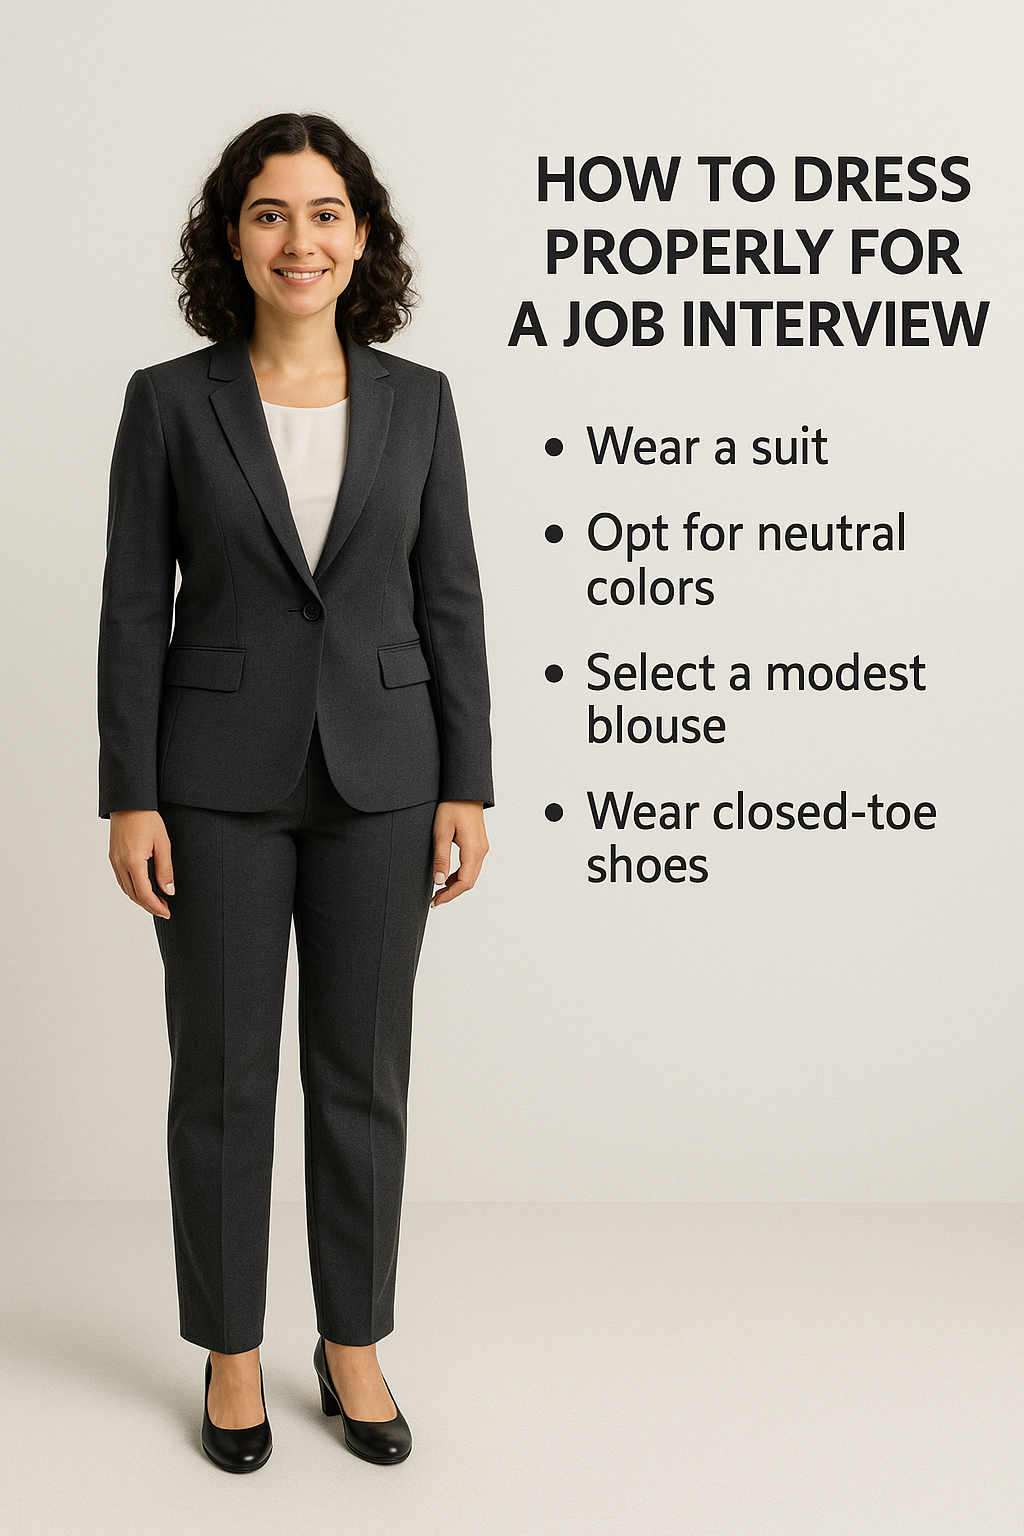 HOW TO DRESS
PROPERLY FOR
A JOB INTERVIEW
• Wear a suit
• Opt for neutral
colors
• Select a modest
blouse
• Wear closed-toe
shoes